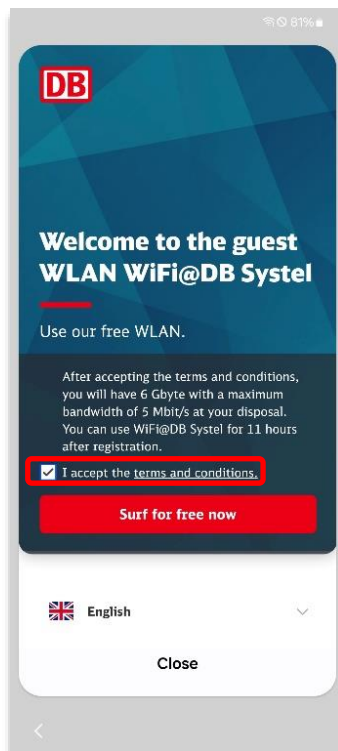 81%
DB
Welcome to the guest
WLAN WiFi@DB Systel
Use our free WLAN.
After accepting the terms and conditions,
you will have 6 Gbyte with a maximum
bandwidth of 5 Mbit/s at your disposal.
You can use WiFi@DB Systel for 11 hours
after registration.
I accept the terms and conditions.
Surf for free now
English
Close